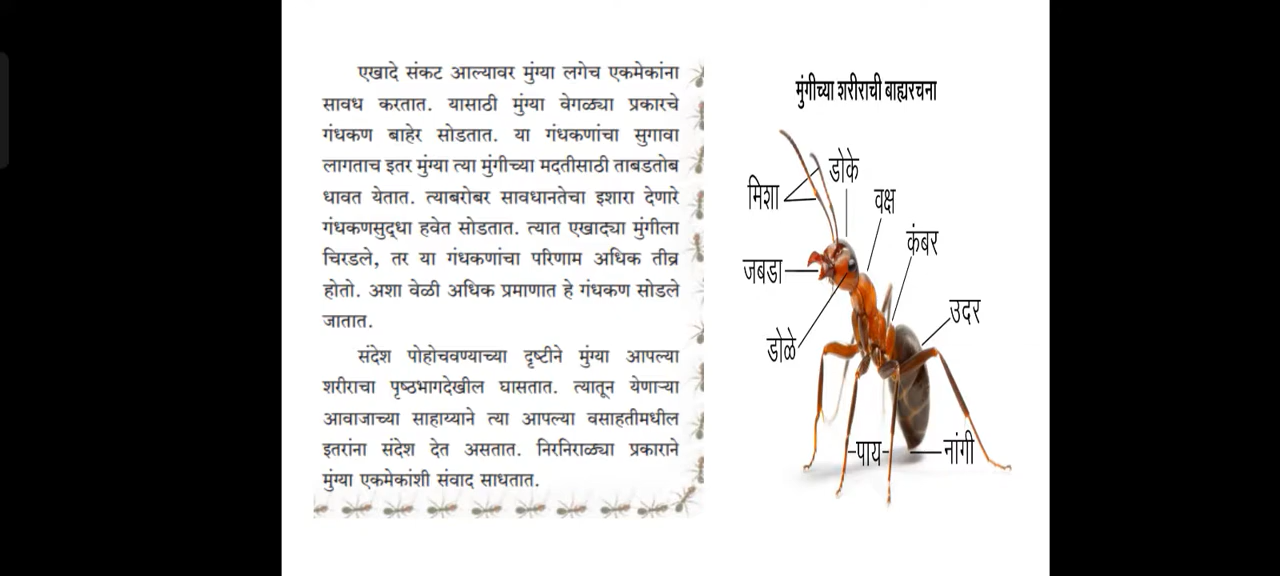 एखादे संकट आल्यावर मुंग्या लगेच एकमेकांना
सावध करतात. यासाठी मुंग्या वेगळ्या प्रकारचे
गंधकण बाहेर सोडतात. या गंधकणांचा सुगावा
लागताच इतर मुंग्या त्या मुंगीच्या मदतीसाठी ताबडतोब
धावत येतात. त्याबरोबर सावधानतेचा इशारा देणारे
गंधकणसुद्धा हवेत सोडतात. त्यात एखाद्या मुंगीला
चिरडले, तर या गंधकणांचा परिणाम अधिक तीव्र
होतो. अशा वेळी अधिक प्रमाणात हे गंधकण सोडले
जातात.
संदेश पोहोचवण्याच्या दृष्टीने मुंग्या आपल्या
शरीराचा पृष्ठभागदेखील घासतात. त्यातून येणाऱ्या
आवाजाच्या साहाय्याने त्या आपल्या वसाहतीमधील
इतरांना संदेश देत असतात. निरनिराळ्या प्रकाराने
मुंग्या एकमेकांशी संवाद साधतात.
मुंगीच्या शरीराची बाह्यरचना
डोके
मिशा
वक्ष
कंबर
जबडा
उदर
डोळे
पाय
नांगी